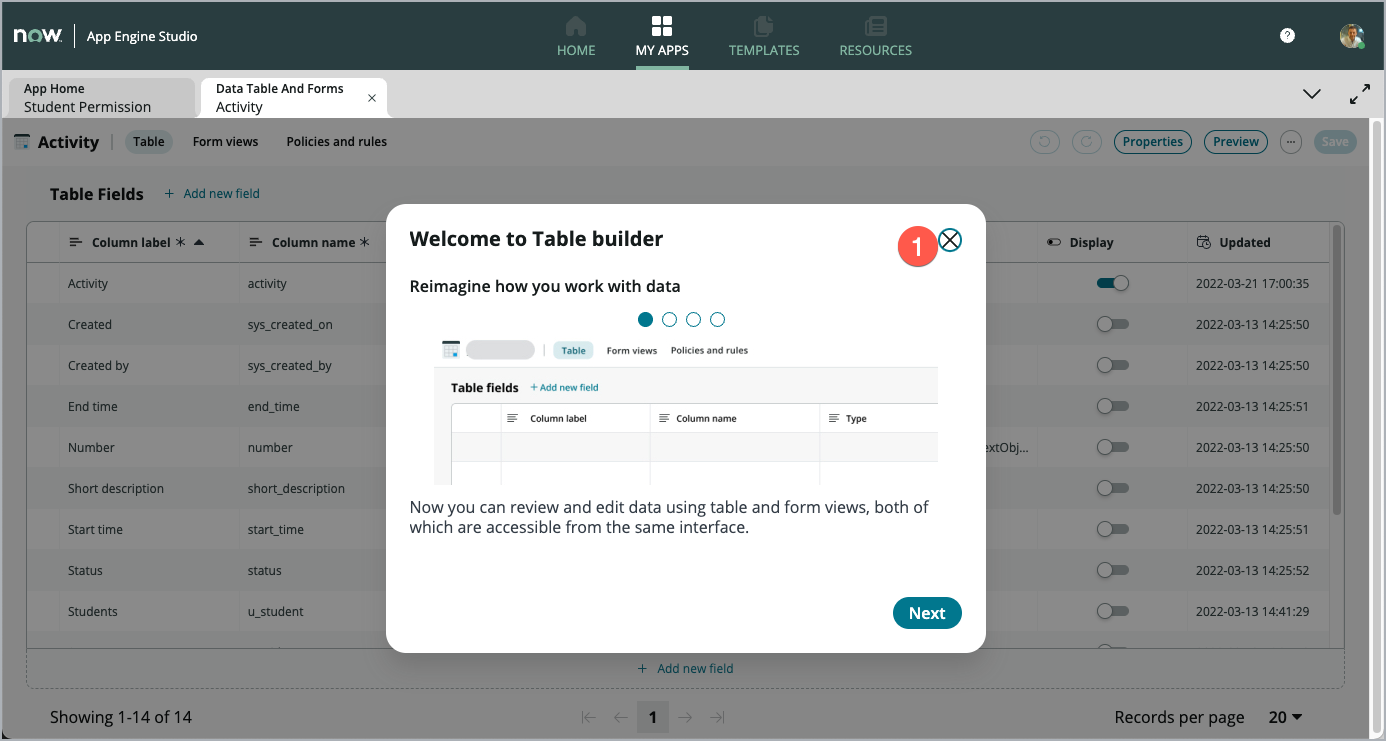 now. App Engine Studio
HOME MY APPS TEMPLATES RESOURCES
?
App Home
Student Permission
Data Table And Forms
Activity
Activity | Table Form views Policies and rules Properties Preview Save
Table Fields + Add new field
Column label * Column name * Display Updated
Activity activity 2022-03-21 17:00:35
Created sys_created_on 2022-03-13 14:25:50
Created by sys_created_by 2022-03-13 14:25:50
End time end_time 2022-03-13 14:25:51
Number number extObj... 2022-03-13 14:25:50
Short description short_description 2022-03-13 14:25:50
Start time start_time 2022-03-13 14:25:51
Status status 2022-03-13 14:25:52
Students u_student 2022-03-13 14:41:29
Welcome to Table builder
1
Reimagine how you work with data
Table Form views Policies and rules
Table fields + Add new field
Column label Column name Type
Now you can review and edit data using table and form views, both of
which are accessible from the same interface.
Next
+ Add new field
Showing 1-14 of 14 1 Records per page 20